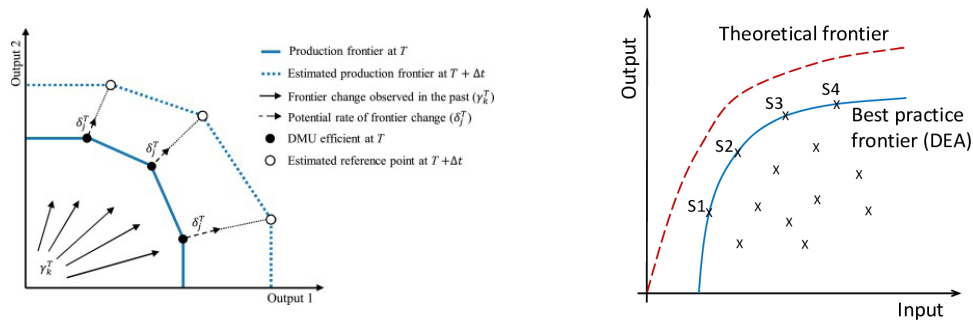 Output 2
Production frontier at T
Estimated production frontier at T + Δt
Frontier change observed in the past (γₖᵀ)
Potential rate of frontier change (δⱼᵀ)
DMU efficient at T
Estimated reference point at T +Δt
δⱼᵀ
δⱼᵀ
δⱼᵀ
γₖᵀ
Output 1
Output
Theoretical frontier
S4
S3
Best practice
frontier (DEA)
S2
S1
Input